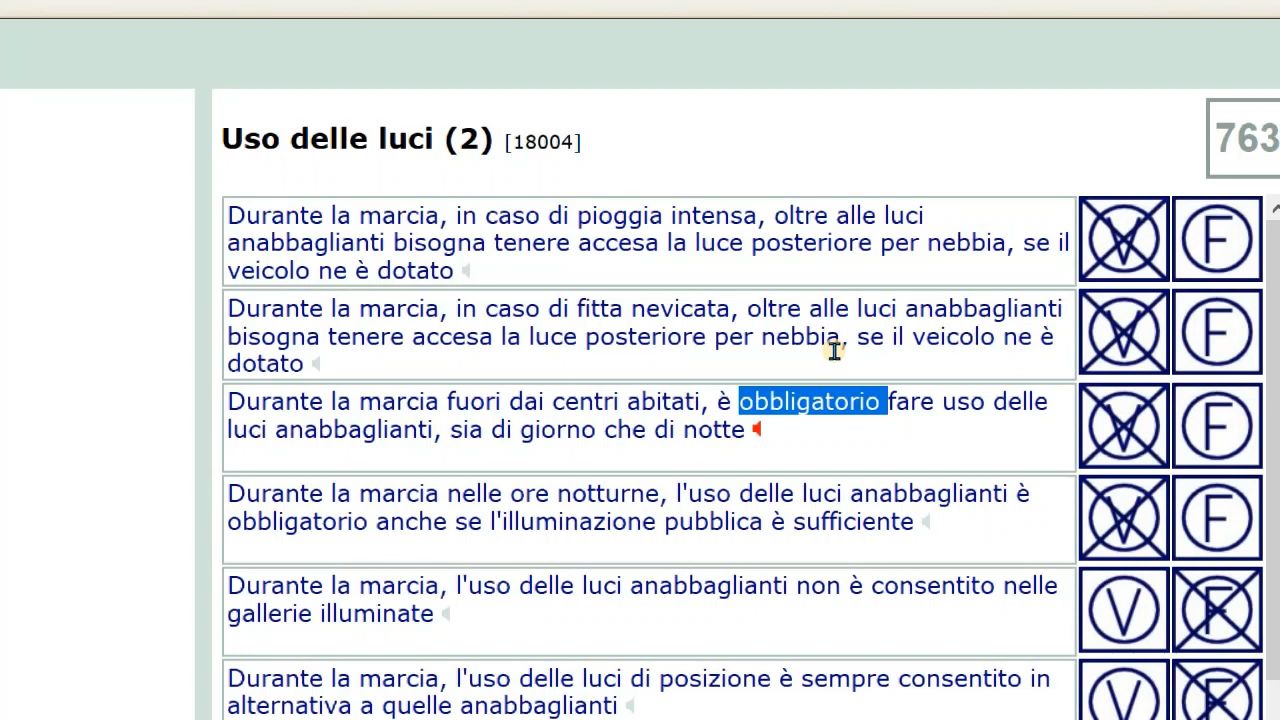 Uso delle luci (2) [18004]
763
Durante la marcia, in caso di pioggia intensa, oltre alle luci
anabbaglianti bisogna tenere accesa la luce posteriore per nebbia, se il
veicolo ne è dotato
V F
Durante la marcia, in caso di fitta nevicata, oltre alle luci anabbaglianti
bisogna tenere accesa la luce posteriore per nebbia, se il veicolo ne è
dotato
V F
Durante la marcia fuori dai centri abitati, è obbligatorio fare uso delle
luci anabbaglianti, sia di giorno che di notte
V F
Durante la marcia nelle ore notturne, l'uso delle luci anabbaglianti è
obbligatorio anche se l'illuminazione pubblica è sufficiente
V F
Durante la marcia, l'uso delle luci anabbaglianti non è consentito nelle
gallerie illuminate
V F
Durante la marcia, l'uso delle luci di posizione è sempre consentito in
alternativa a quelle anabbaglianti
V F